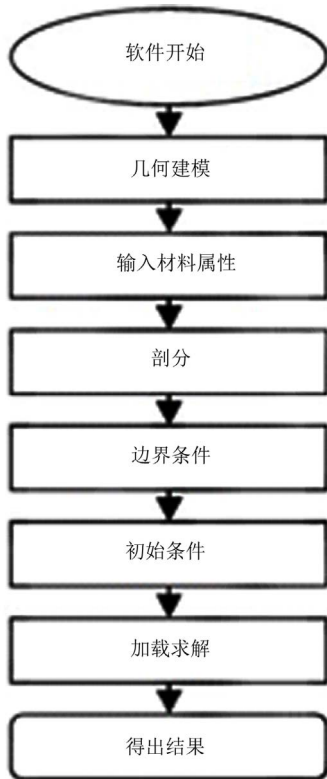 软件开始
几何建模
输入材料属性
剖分
边界条件
初始条件
加载求解
得出结果